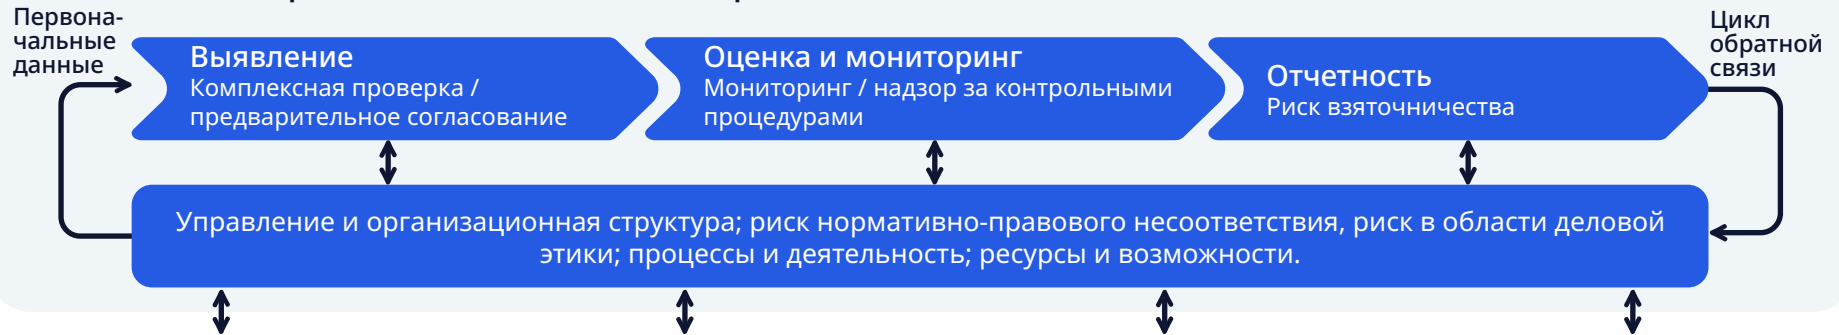 Первона-
чальные
данные
Выявление
Комплексная проверка /
предварительное согласование
Оценка и мониторинг
Мониторинг / надзор за контрольными
процедурами
Отчетность
Риск взяточничества
Цикл
обратной
связи
Управление и организационная структура; риск нормативно-правового несоответствия, риск в области деловой
этики; процессы и деятельность; ресурсы и возможности.